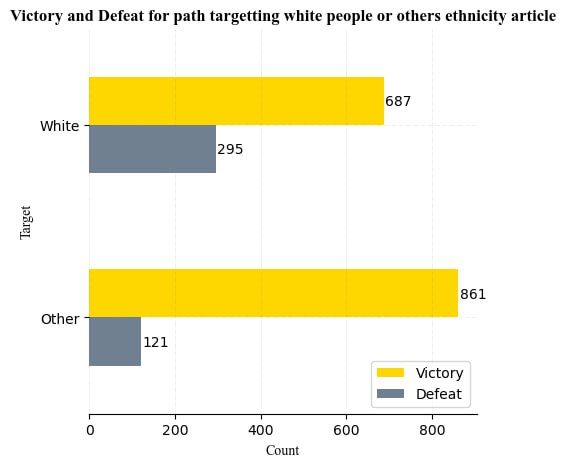 Victory and Defeat for path targetting white people or others ethnicity article
687
White
295
Target
861
Other
121
Victory
Defeat
0 200 400 600 800
Count